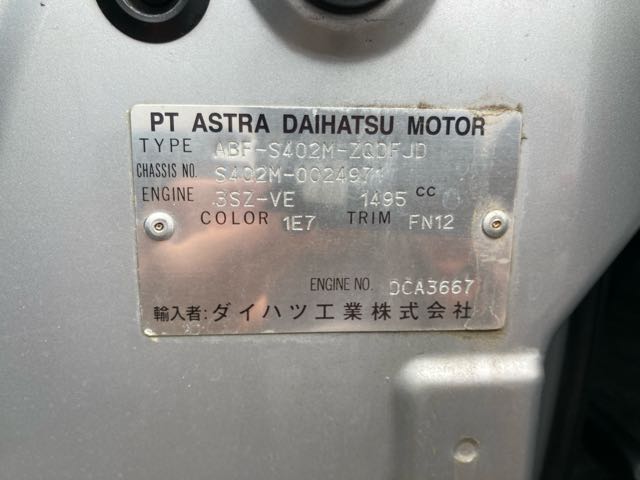 PT ASTRA DAIHATSU MOTOR
TYPE ABF-S402M-ZQDFJD
CHASSIS NO. S402M-0024971
ENGINE 3SZ-VE 1495 CC
COLOR 1E7 TRIM FN12
ENGINE NO. DCA3667
輸入者: ダイハツ工業株式会社